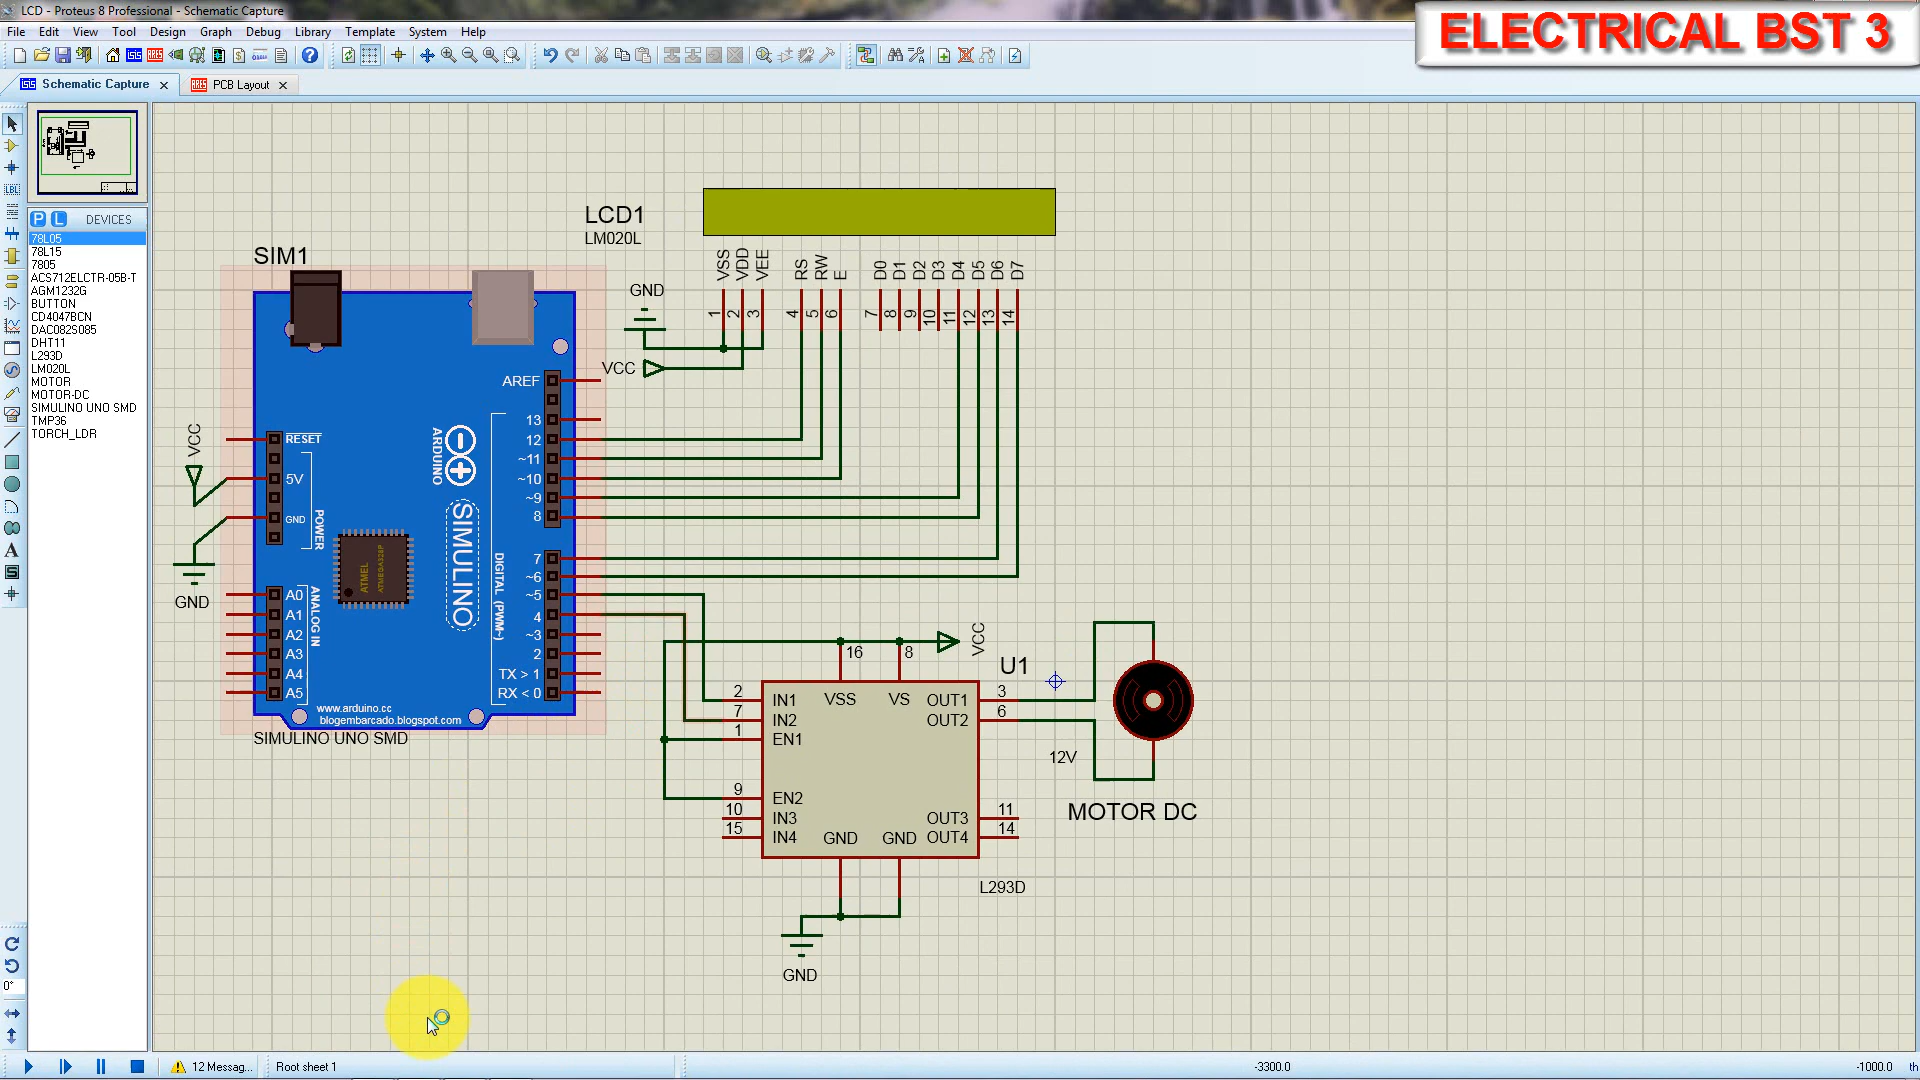 LCD - Proteus 8 Professional - Schematic Capture
ELECTRICAL BST 3
File Edit View Tool Design Graph Debug Library Template System Help
Schematic Capture
PCB Layout
P L DEVICES
78L05
78L15
7805
ACS712ELCTR-05B-T
AGM1232G
BUTTON
CD4047BCN
DAC082S085
DHT11
L293D
LM020L
MOTOR
MOTOR-DC
SIMULINO UNO SMD
TMP36
TORCH_LDR
LBL
A
S
0°
LCD1
LM020L
VSS VDD VEE RS RW E D0 D1 D2 D3 D4 D5 D6 D7
1 2 3 4 5 6 7 8 9 10 11 12 13 14
GND
VCC
SIM1
AREF
13
12
~11
~10
~9
8
7
~6
~5
4
~3
2
TX > 1
RX < 0
RESET
5V
GND
POWER
A0
A1
A2
A3
A4
A5
ANALOG IN
ARDUINO
SIMULINO
DIGITAL (PWM~)
ATMEL
ATMEGA328P
www.arduino.cc
blogembarcado.blogspot.com
SIMULINO UNO SMD
VCC
GND
VCC
16 8
U1
2 IN1 VSS VS OUT1 3
7 IN2 OUT2 6
1 EN1
9 EN2
10 IN3 OUT3 11
15 IN4 GND GND OUT4 14
L293D
GND
12V
MOTOR DC
12 Messag...
Root sheet 1
-3300.0
-1000.0
th